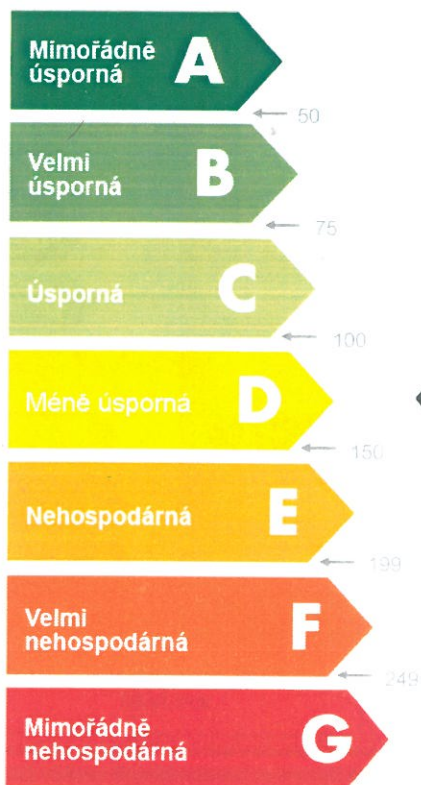 Mimořádně
úsporná
A
50
Velmi
úsporná
B
75
Úsporná
C
100
Méně úsporná
D
150
Nehospodárná
E
199
Velmi
nehospodárná
F
249
Mimořádně
nehospodárná
G